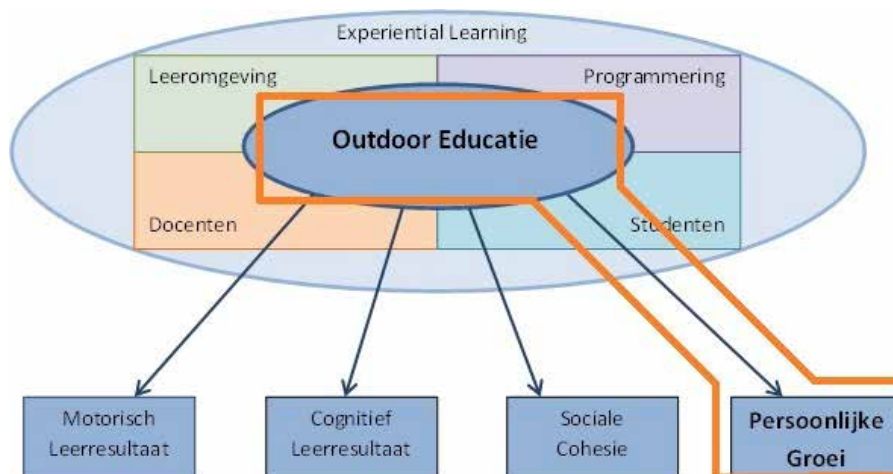 Experiential Learning
Leeromgeving
Programmering
Outdoor Educatie
Docenten
Studenten
Motorisch
Leerresultaat
Cognitief
Leerresultaat
Sociale
Cohesie
Persoonlijke
Groei